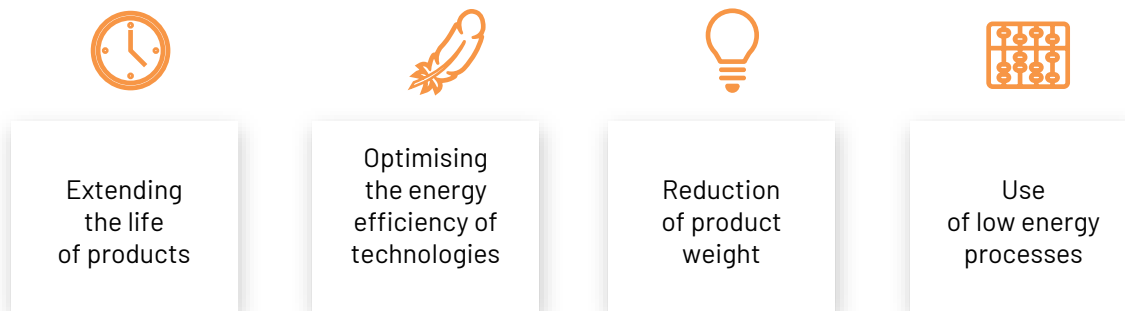 Extending
the life
of products
Optimising
the energy
efficiency of
technologies
Reduction
of product
weight
Use
of low energy
processes